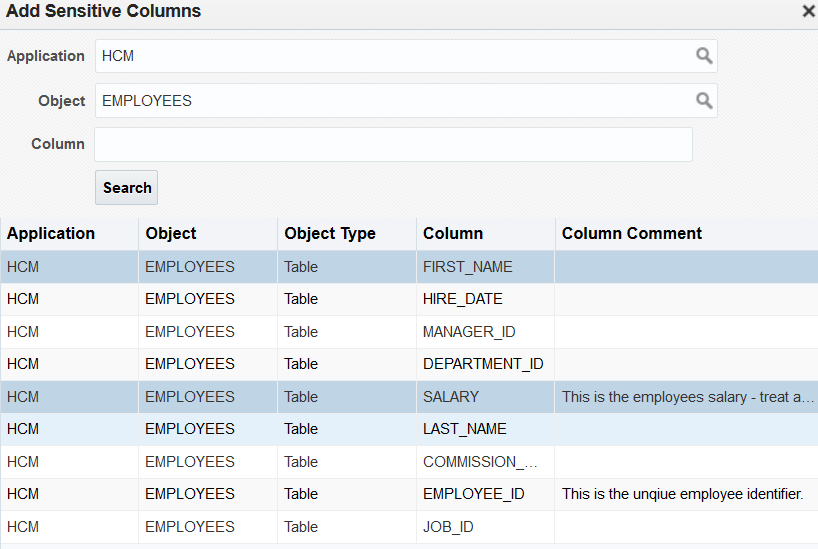 Add Sensitive Columns
Application HCM
Object EMPLOYEES
Column
Search
Application Object Object Type Column Column Comment
HCM EMPLOYEES Table FIRST_NAME
HCM EMPLOYEES Table HIRE_DATE
HCM EMPLOYEES Table MANAGER_ID
HCM EMPLOYEES Table DEPARTMENT_ID
HCM EMPLOYEES Table SALARY This is the employees salary - treat a...
HCM EMPLOYEES Table LAST_NAME
HCM EMPLOYEES Table COMMISSION_...
HCM EMPLOYEES Table EMPLOYEE_ID This is the unqiue employee identifier.
HCM EMPLOYEES Table JOB_ID